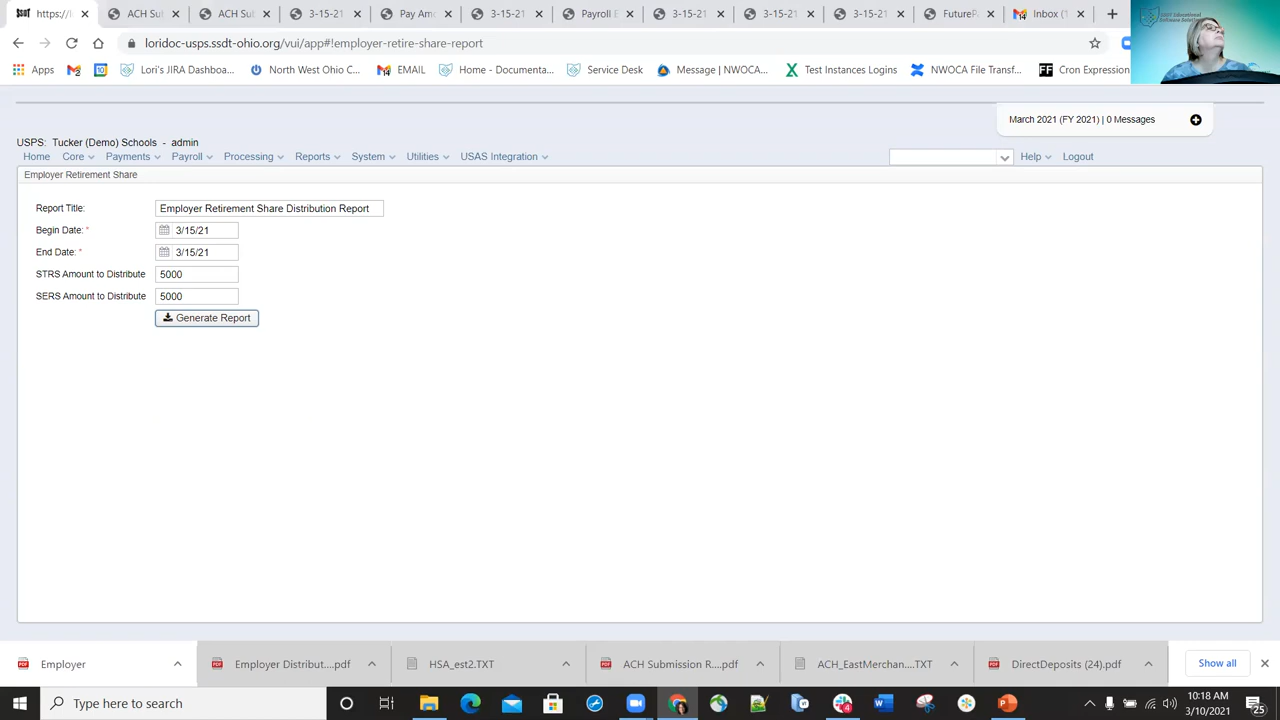 SSDT https:// × ACH Sub × ACH Sub × 3-15-21 × Pay Am × 3-15-21 × Payroll E × 3-15-21 × 3-15-21 × 3-15-21 × FutureP × Inbox (1 ×
loridoc-usps.ssdt-ohio.org/vui/app#!employer-retire-share-report
Apps EMAIL Lori's JIRA Dashboa... North West Ohio C... Home - Documenta... Service Desk Message | NWOCA... Test Instances Logins NWOCA File Transf... Cron Expression
March 2021 (FY 2021) | 0 Messages
USPS: Tucker (Demo) Schools - admin
Home Core Payments Payroll Processing Reports System Utilities USAS Integration Help Logout
Employer Retirement Share
Report Title: Employer Retirement Share Distribution Report
Begin Date: * 3/15/21
End Date: * 3/15/21
STRS Amount to Distribute 5000
SERS Amount to Distribute 5000
Generate Report
Employer Employer Distribut....pdf HSA_est2.TXT ACH Submission R....pdf ACH_EastMerchan....TXT DirectDeposits (24).pdf Show all
Type here to search
10:18 AM
3/10/2021
25